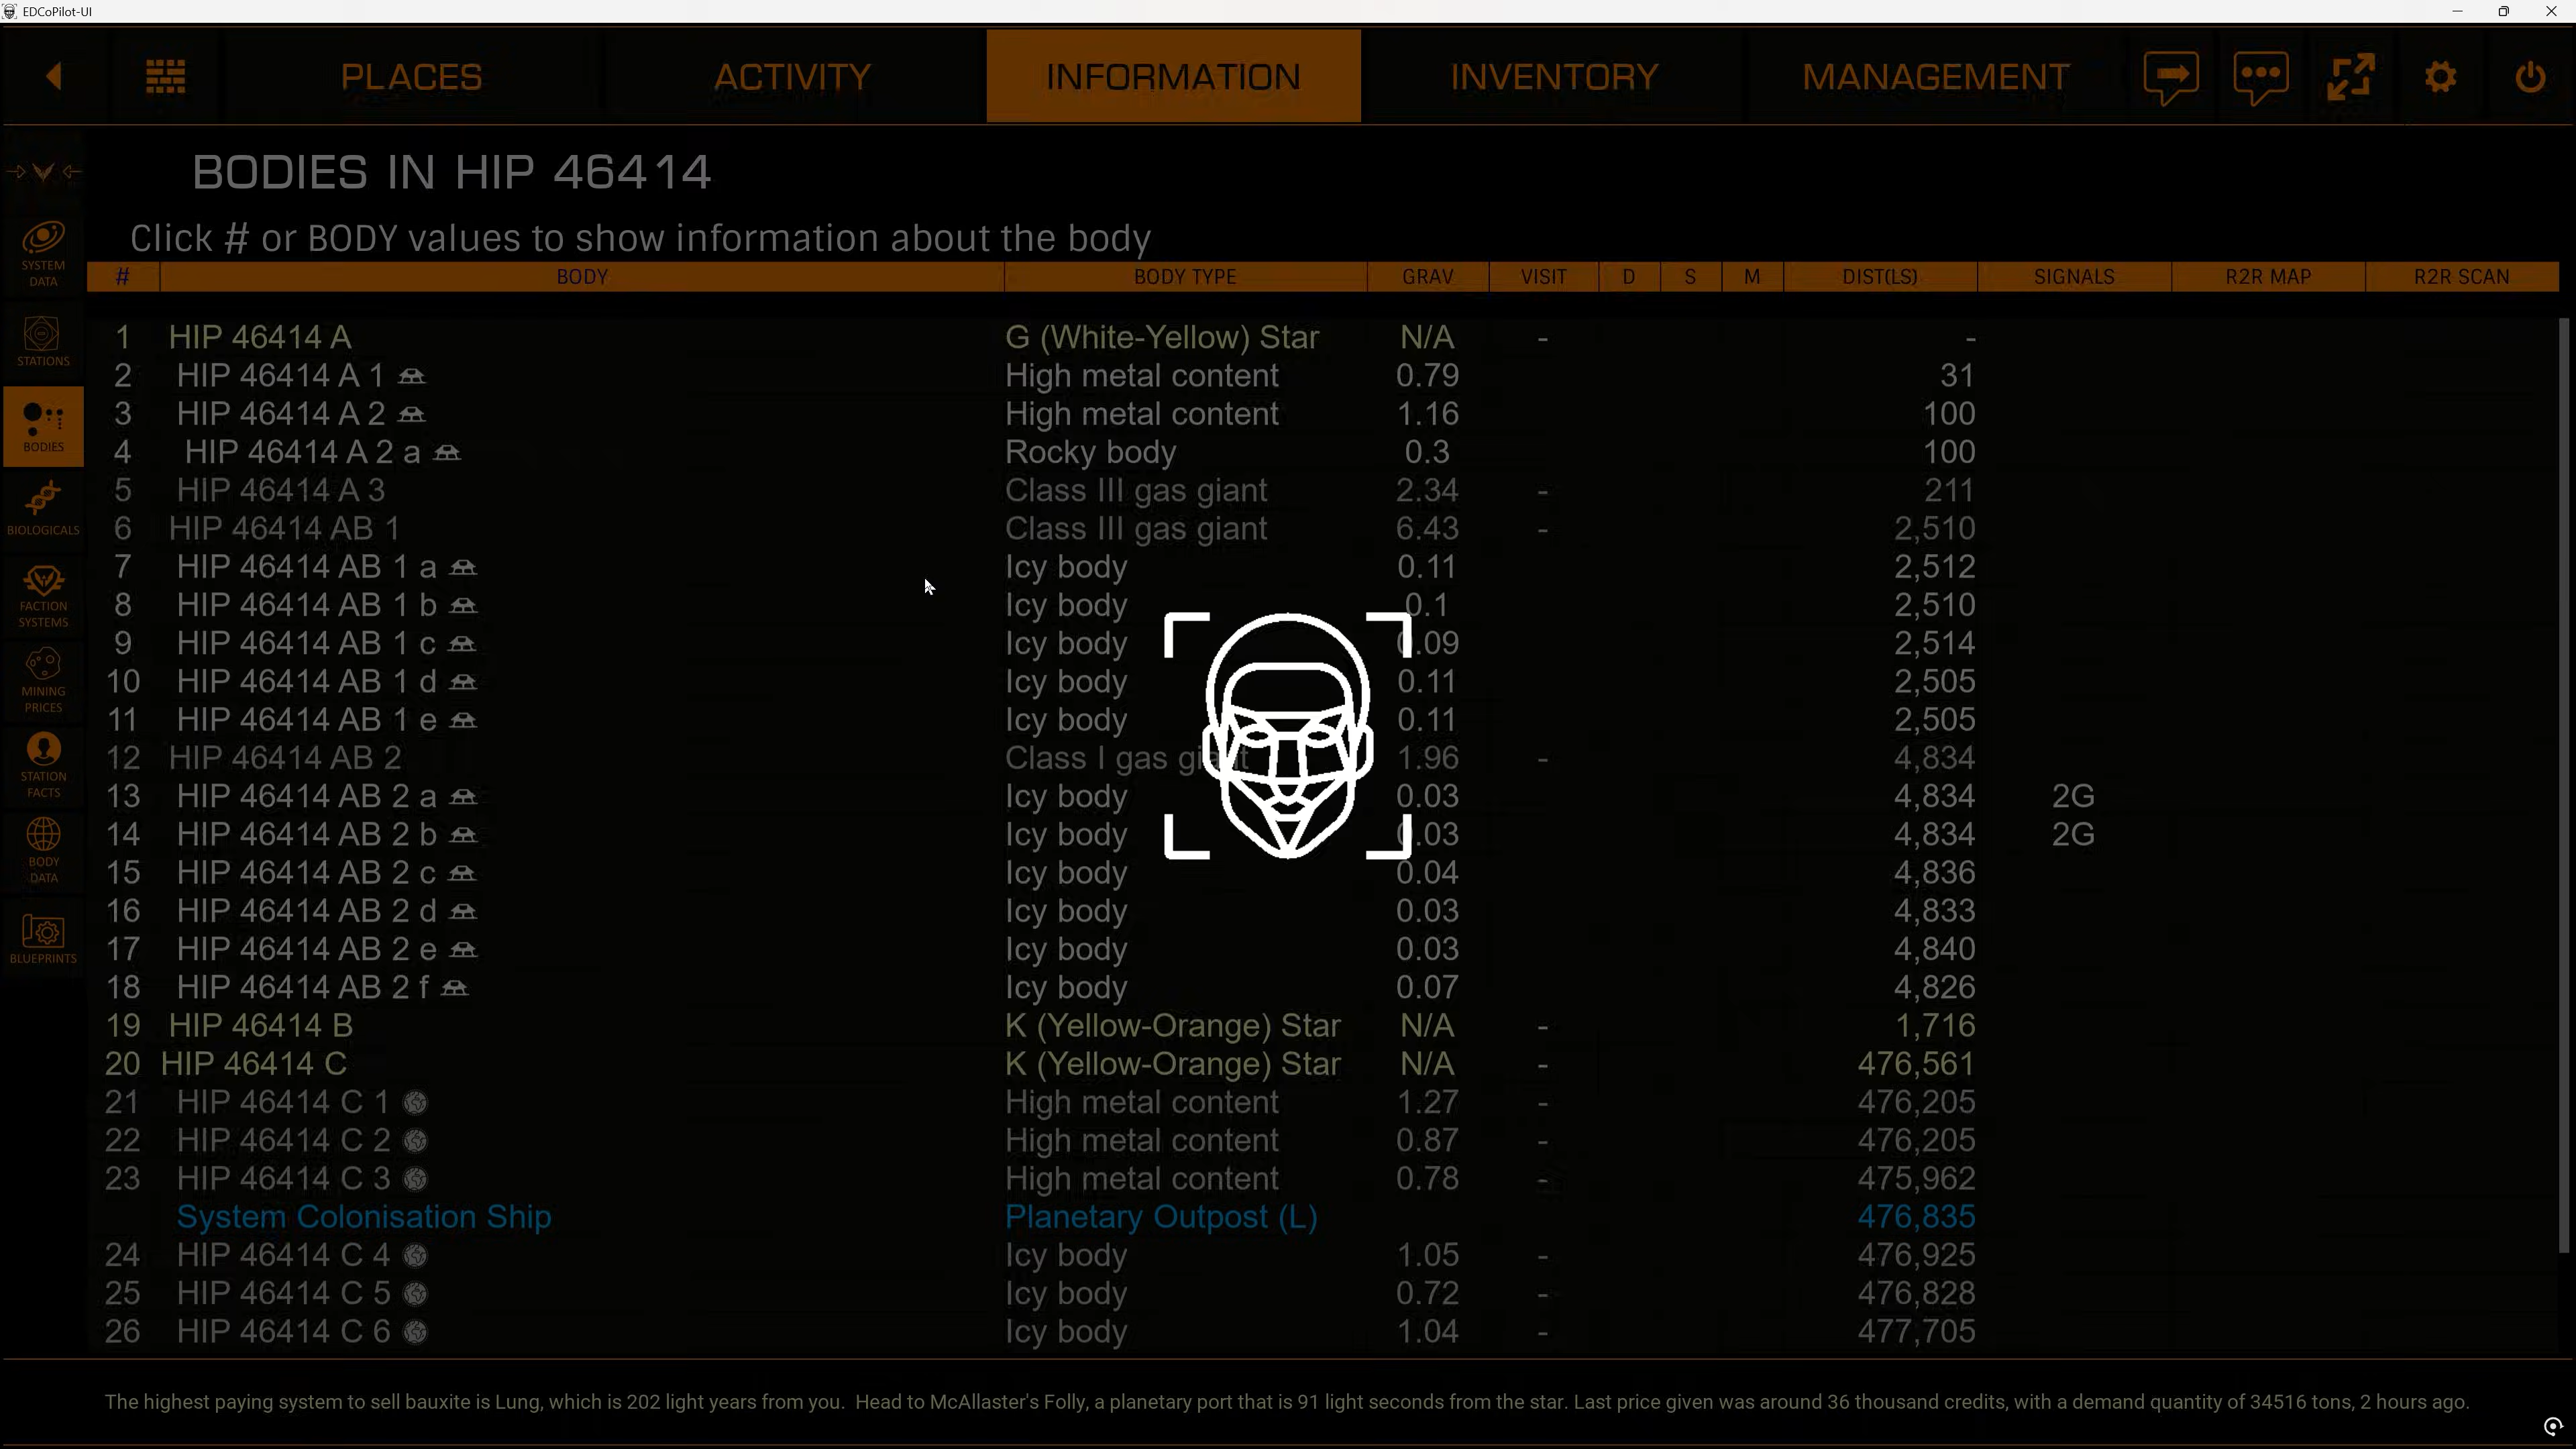 EDCoPilot-UI
PLACES ACTIVITY INFORMATION INVENTORY MANAGEMENT
BODIES IN HIP 46414
Click # or BODY values to show information about the body
SYSTEM DATA
STATIONS
BODIES
BIOLOGICALS
FACTION SYSTEMS
MINING PRICES
STATION FACTS
BODY DATA
BLUEPRINTS
# BODY BODY TYPE GRAV VISIT D S M DIST(LS) SIGNALS R2R MAP R2R SCAN
1 HIP 46414 A G (White-Yellow) Star N/A - -
2 HIP 46414 A 1 High metal content 0.79 31
3 HIP 46414 A 2 High metal content 1.16 100
4 HIP 46414 A 2 a Rocky body 0.3 100
5 HIP 46414 A 3 Class III gas giant 2.34 - 211
6 HIP 46414 AB 1 Class III gas giant 6.43 - 2,510
7 HIP 46414 AB 1 a Icy body 0.11 2,512
8 HIP 46414 AB 1 b Icy body 0.1 2,510
9 HIP 46414 AB 1 c Icy body 0.09 2,514
10 HIP 46414 AB 1 d Icy body 0.11 2,505
11 HIP 46414 AB 1 e Icy body 0.11 2,505
12 HIP 46414 AB 2 Class I gas giant 1.96 - 4,834
13 HIP 46414 AB 2 a Icy body 0.03 4,834 2G
14 HIP 46414 AB 2 b Icy body 0.03 4,834 2G
15 HIP 46414 AB 2 c Icy body 0.04 4,836
16 HIP 46414 AB 2 d Icy body 0.03 4,833
17 HIP 46414 AB 2 e Icy body 0.03 4,840
18 HIP 46414 AB 2 f Icy body 0.07 4,826
19 HIP 46414 B K (Yellow-Orange) Star N/A - 1,716
20 HIP 46414 C K (Yellow-Orange) Star N/A - 476,561
21 HIP 46414 C 1 High metal content 1.27 - 476,205
22 HIP 46414 C 2 High metal content 0.87 - 476,205
23 HIP 46414 C 3 High metal content 0.78 - 475,962
System Colonisation Ship Planetary Outpost (L) 476,835
24 HIP 46414 C 4 Icy body 1.05 - 476,925
25 HIP 46414 C 5 Icy body 0.72 - 476,828
26 HIP 46414 C 6 Icy body 1.04 - 477,705
The highest paying system to sell bauxite is Lung, which is 202 light years from you. Head to McAllaster's Folly, a planetary port that is 91 light seconds from the star. Last price given was around 36 thousand credits, with a demand quantity of 34516 tons, 2 hours ago.